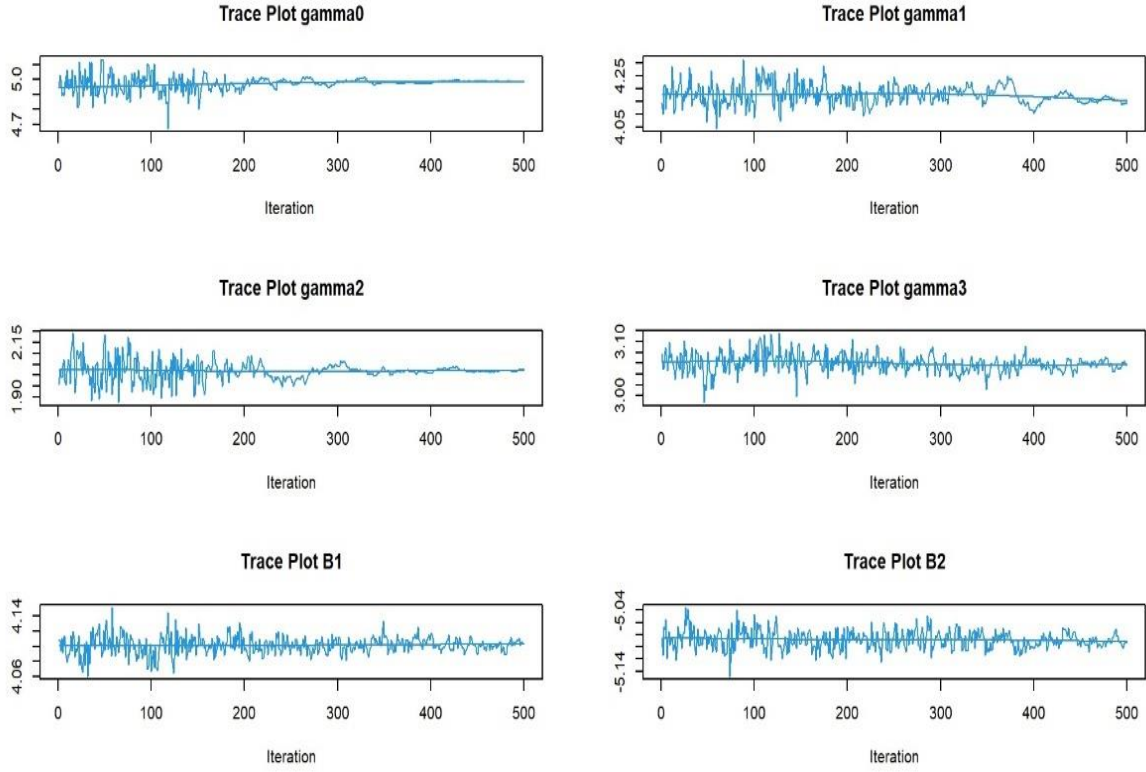 Trace Plot gamma0
5.0
4.7
0 100 200 300 400 500
Iteration
Trace Plot gamma1
4.25
4.05
0 100 200 300 400 500
Iteration
Trace Plot gamma2
2.15
1.90
0 100 200 300 400 500
Iteration
Trace Plot gamma3
3.10
3.00
0 100 200 300 400 500
Iteration
Trace Plot B1
4.14
4.06
0 100 200 300 400 500
Iteration
Trace Plot B2
-5.04
-5.14
0 100 200 300 400 500
Iteration